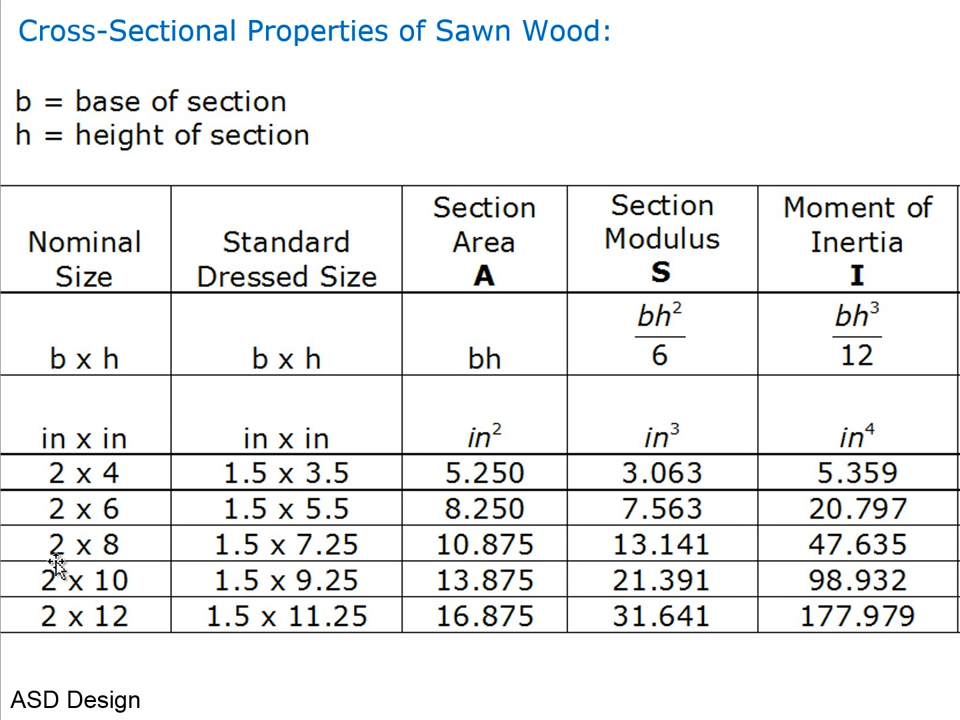 Cross-Sectional Properties of Sawn Wood:
b = base of section
h = height of section
Nominal Size | Standard Dressed Size | Section Area A | Section Modulus S | Moment of Inertia I
b x h | b x h | bh | bh²/6 | bh³/12
in x in | in x in | in² | in³ | in⁴
2 x 4 | 1.5 x 3.5 | 5.250 | 3.063 | 5.359
2 x 6 | 1.5 x 5.5 | 8.250 | 7.563 | 20.797
2 x 8 | 1.5 x 7.25 | 10.875 | 13.141 | 47.635
2 x 10 | 1.5 x 9.25 | 13.875 | 21.391 | 98.932
2 x 12 | 1.5 x 11.25 | 16.875 | 31.641 | 177.979
ASD Design